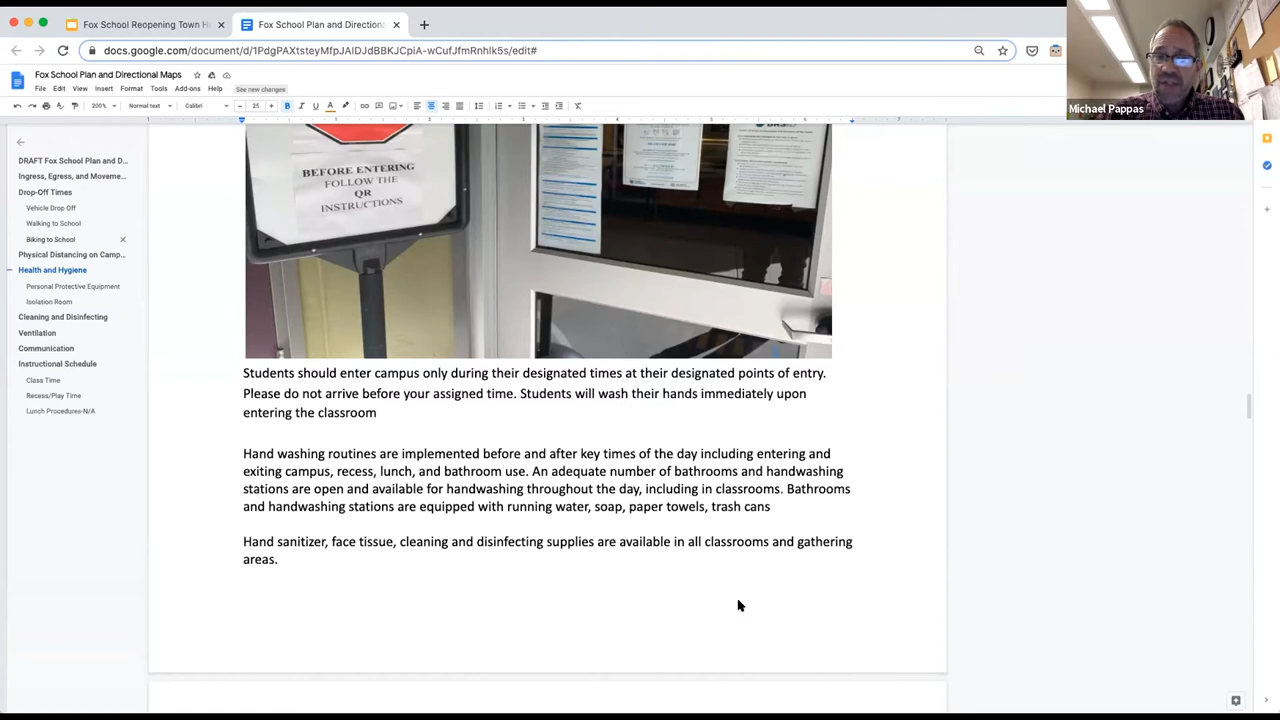 Fox School Reopening Town H
Fox School Plan and Direction
docs.google.com/document/d/1PdgPAXtsteyMfpJAlDJdBBKJCpiA-wCufJfmRnhlk5s/edit#
Fox School Plan and Directional Maps
File Edit View Insert Format Tools Add-ons Help
See new changes
200% Normal text Calibri 25 B I U A
Michael Pappas
DRAFT Fox School Plan and D...
Ingress, Egress, and Moveme...
Drop-Off Times
Vehicle Drop Off
Walking to School
Biking to School
Physical Distancing on Camp...
Health and Hygiene
Personal Protective Equipment
Isolation Room
Cleaning and Disinfecting
Ventilation
Communication
Instructional Schedule
Class Time
Recess/Play Time
Lunch Procedures-N/A
BEFORE ENTERING
FOLLOW THE
QR
INSTRUCTIONS
Students should enter campus only during their designated times at their designated points of entry.
Please do not arrive before your assigned time. Students will wash their hands immediately upon
entering the classroom
Hand washing routines are implemented before and after key times of the day including entering and
exiting campus, recess, lunch, and bathroom use. An adequate number of bathrooms and handwashing
stations are open and available for handwashing throughout the day, including in classrooms. Bathrooms
and handwashing stations are equipped with running water, soap, paper towels, trash cans
Hand sanitizer, face tissue, cleaning and disinfecting supplies are available in all classrooms and gathering
areas.